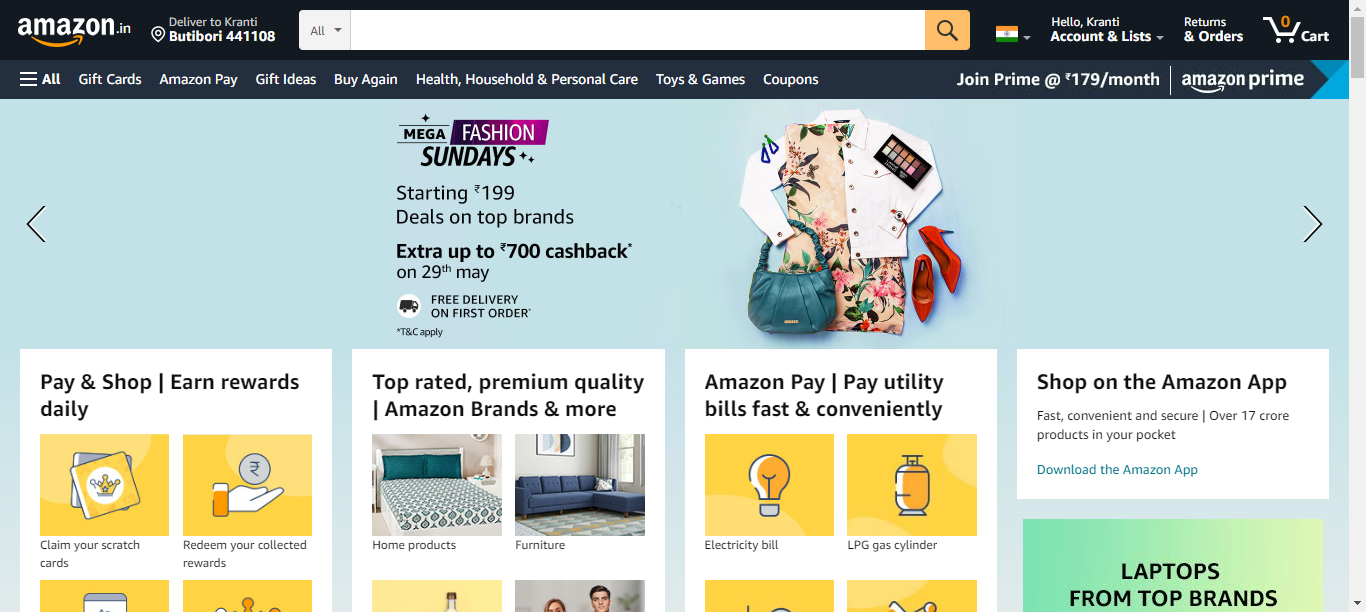 amazon.in
Deliver to Kranti
Butibori 441108
All
Hello, Kranti
Account & Lists
Returns
& Orders
0
Cart
All
Gift Cards
Amazon Pay
Gift Ideas
Buy Again
Health, Household & Personal Care
Toys & Games
Coupons
Join Prime @ ₹179/month
amazon prime
MEGA FASHION
SUNDAYS
Starting ₹199
Deals on top brands
Extra up to ₹700 cashback*
on 29th may
FREE DELIVERY
ON FIRST ORDER*
*T&C apply
Pay & Shop | Earn rewards
daily
₹
Claim your scratch
cards
Redeem your collected
rewards
Top rated, premium quality
| Amazon Brands & more
Home products
Furniture
Amazon Pay | Pay utility
bills fast & conveniently
Electricity bill
LPG gas cylinder
Shop on the Amazon App
Fast, convenient and secure | Over 17 crore
products in your pocket
Download the Amazon App
LAPTOPS
FROM TOP BRANDS